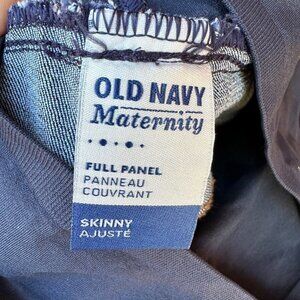 OLD NAVY
Maternity
FULL PANEL
PANNEAU
COUVRANT
SKINNY
AJUSTÉ